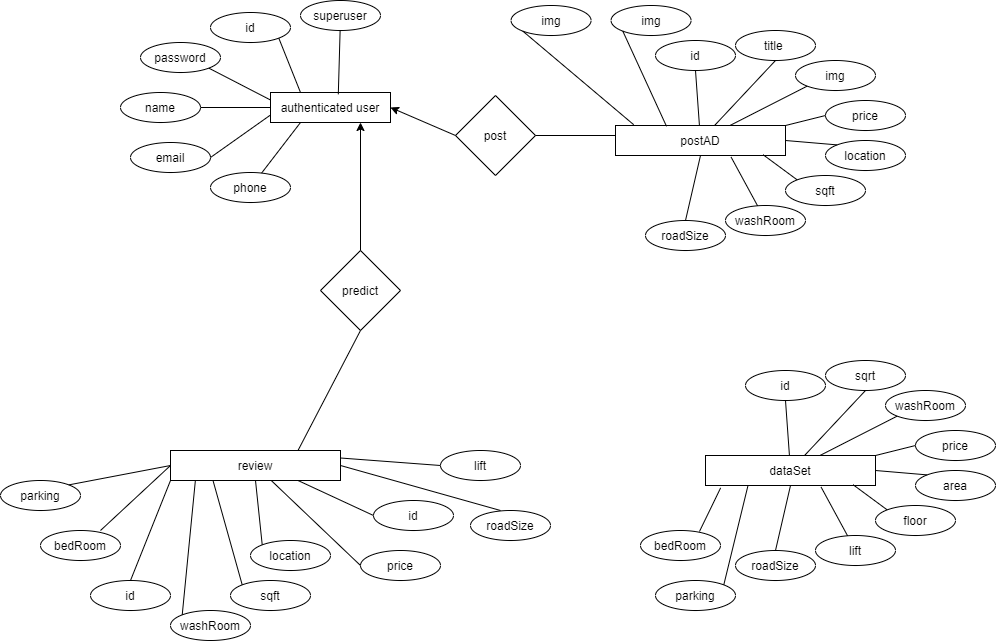 superuser
id
password
name
email
phone
authenticated user
post
img
img
id
title
img
price
location
sqft
washRoom
roadSize
postAD
predict
review
lift
parking
bedRoom
id
washRoom
sqft
location
price
id
roadSize
id
sqrt
washRoom
price
area
floor
lift
roadSize
parking
bedRoom
dataSet